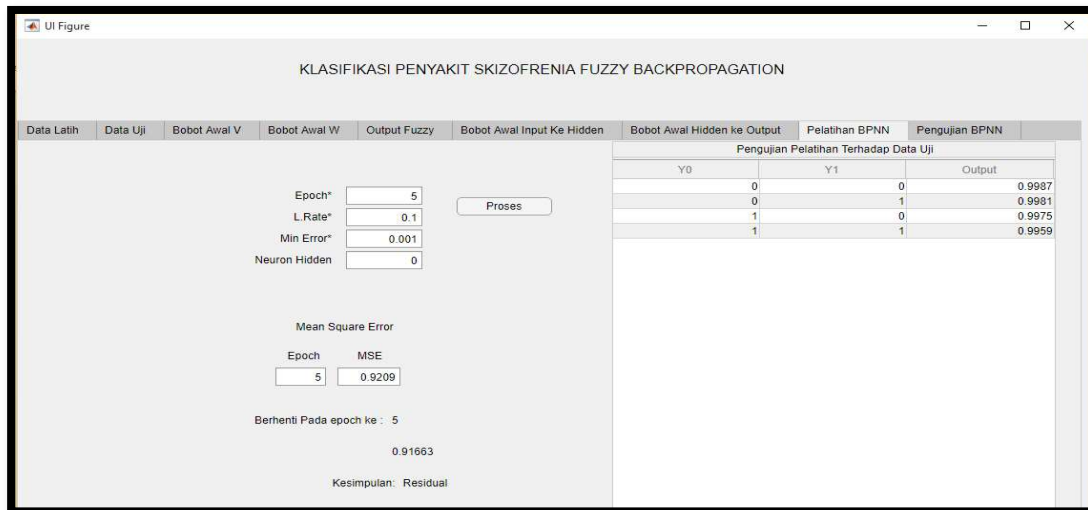 UI Figure
KLASIFIKASI PENYAKIT SKIZOFRENIA FUZZY BACKPROPAGATION
Data Latih Data Uji Bobot Awal V Bobot Awal W Output Fuzzy Bobot Awal Input Ke Hidden Bobot Awal Hidden ke Output Pelatihan BPNN Pengujian BPNN
Epoch* 5
L.Rate* 0.1
Min Error* 0.001
Neuron Hidden 0
Proses
Mean Square Error
Epoch MSE
5 0.9209
Berhenti Pada epoch ke : 5
0.91663
Kesimpulan: Residual
Pengujian Pelatihan Terhadap Data Uji
Y0 Y1 Output
0 0 0.9987
0 1 0.9981
1 0 0.9975
1 1 0.9959